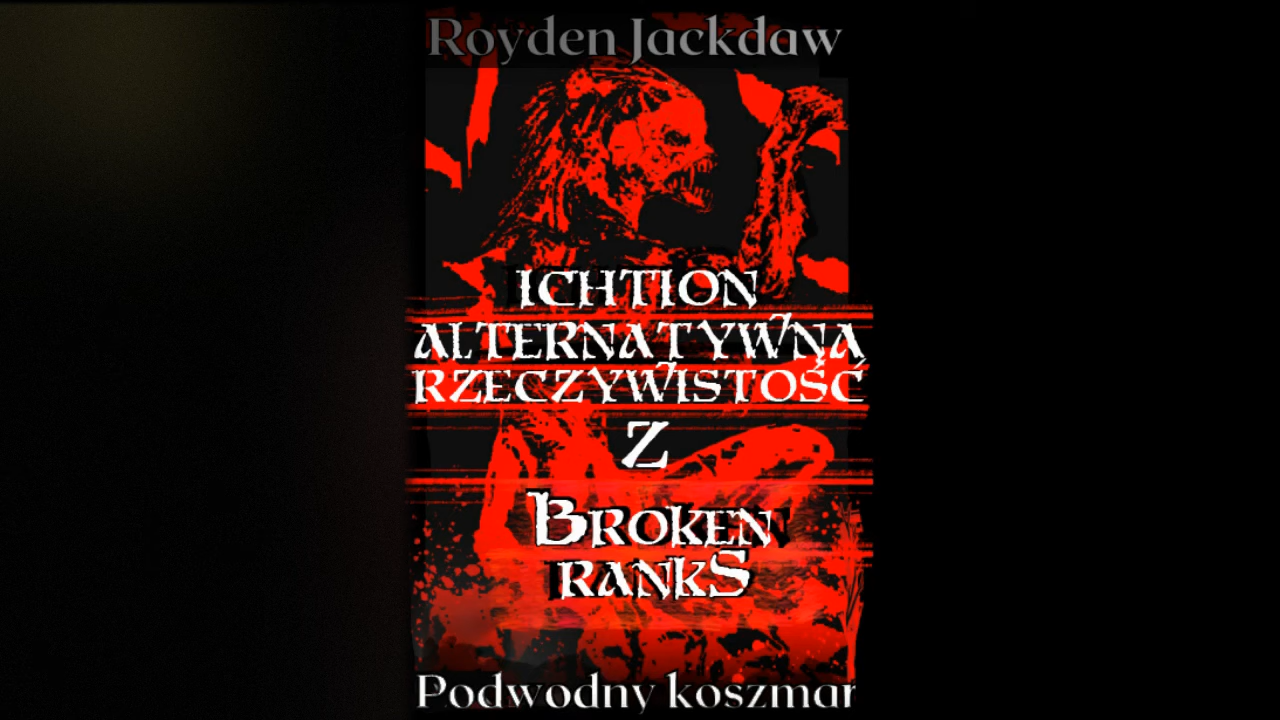 Royden Jackdaw
ICHTION
ALTERNATYWNA
RZECZYWISTOŚĆ
Z
BROKEN
RANKS
Podwodny koszmar